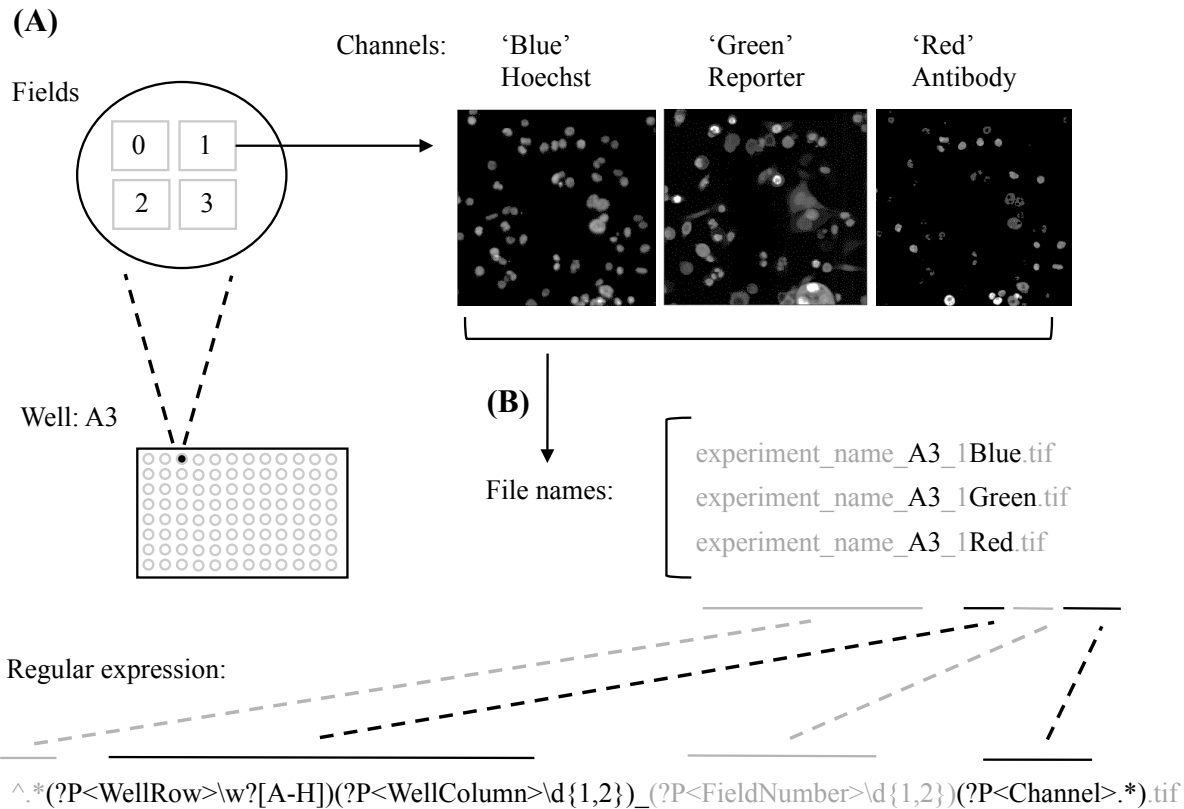 (A)
Channels: ‘Blue’ ‘Green’ ‘Red’
Hoechst Reporter Antibody
Fields
0 1
2 3
Well: A3
(B)
File names:
experiment_name_A3_1Blue.tif
experiment_name_A3_1Green.tif
experiment_name_A3_1Red.tif
Regular expression:
^.*(?P<WellRow>\w?[A-H])(?P<WellColumn>\d{1,2})_(?P<FieldNumber>\d{1,2})(?P<Channel>.*).tif